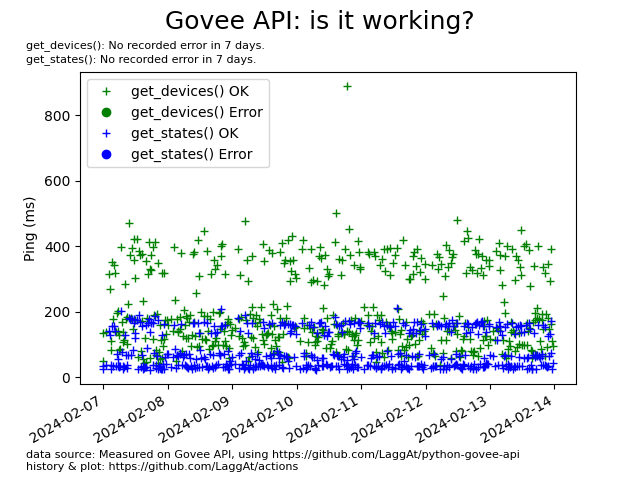 Govee API: is it working?
get_devices(): No recorded error in 7 days.
get_states(): No recorded error in 7 days.
get_devices() OK
get_devices() Error
get_states() OK
get_states() Error
Ping (ms)
800
600
400
200
0
2024-02-07
2024-02-08
2024-02-09
2024-02-10
2024-02-11
2024-02-12
2024-02-13
2024-02-14
data source: Measured on Govee API, using https://github.com/LaggAt/python-govee-api
history & plot: https://github.com/LaggAt/actions